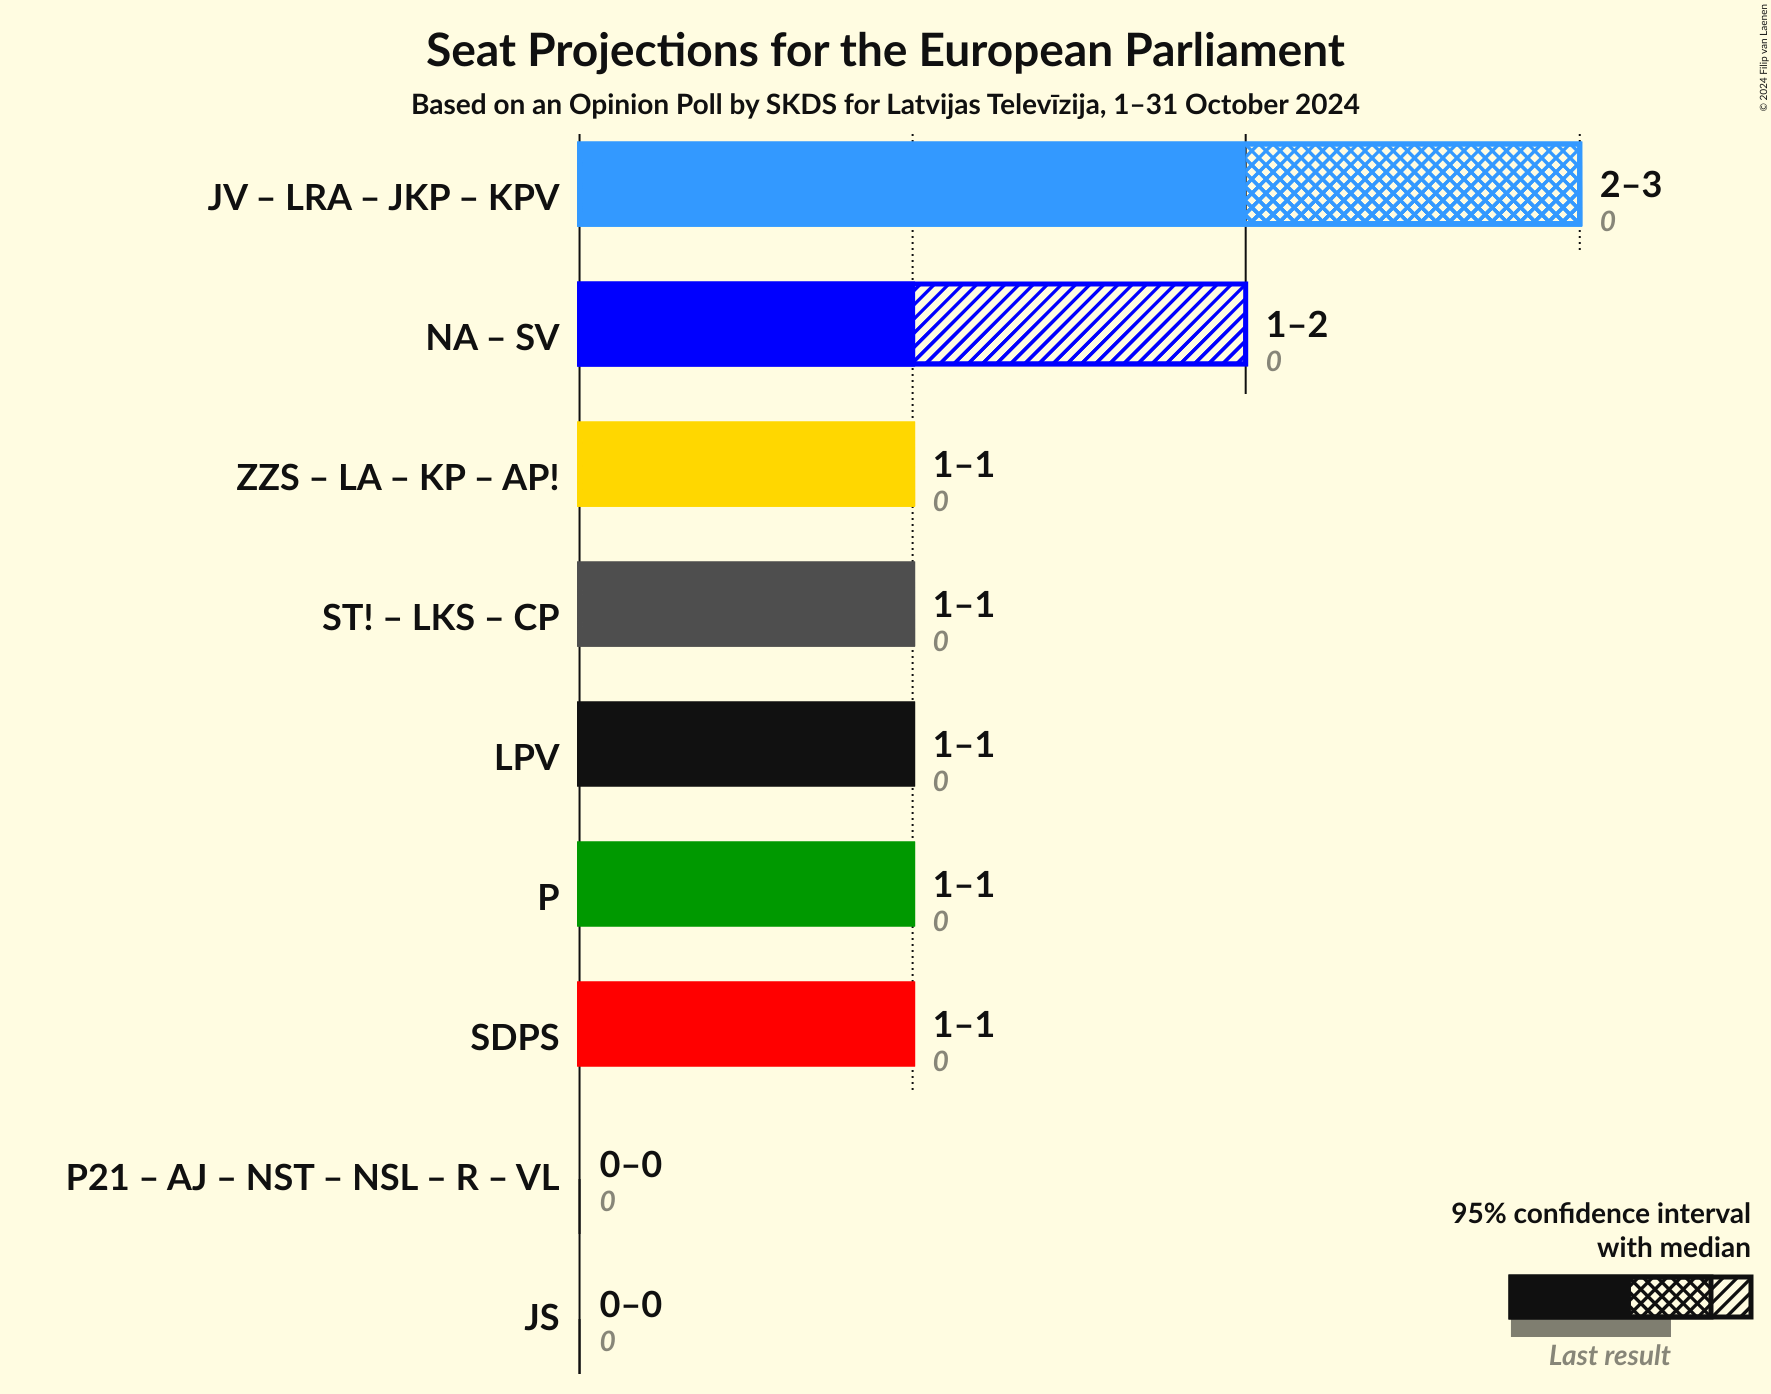 Seat Projections for the European Parliament
Based on an Opinion Poll by SKDS for Latvijas Televīzija, 1–31 October 2024
© 2024 Filip van Laenen
JV – LRA – JKP – KPV
2–3
0
NA – SV
1–2
0
ZZS – LA – KP – AP!
1–1
0
ST! – LKS – CP
1–1
0
LPV
1–1
0
P
1–1
0
SDPS
1–1
0
P21 – AJ – NST – NSL – R – VL
0–0
0
JS
0–0
0
95% confidence interval
with median
Last result